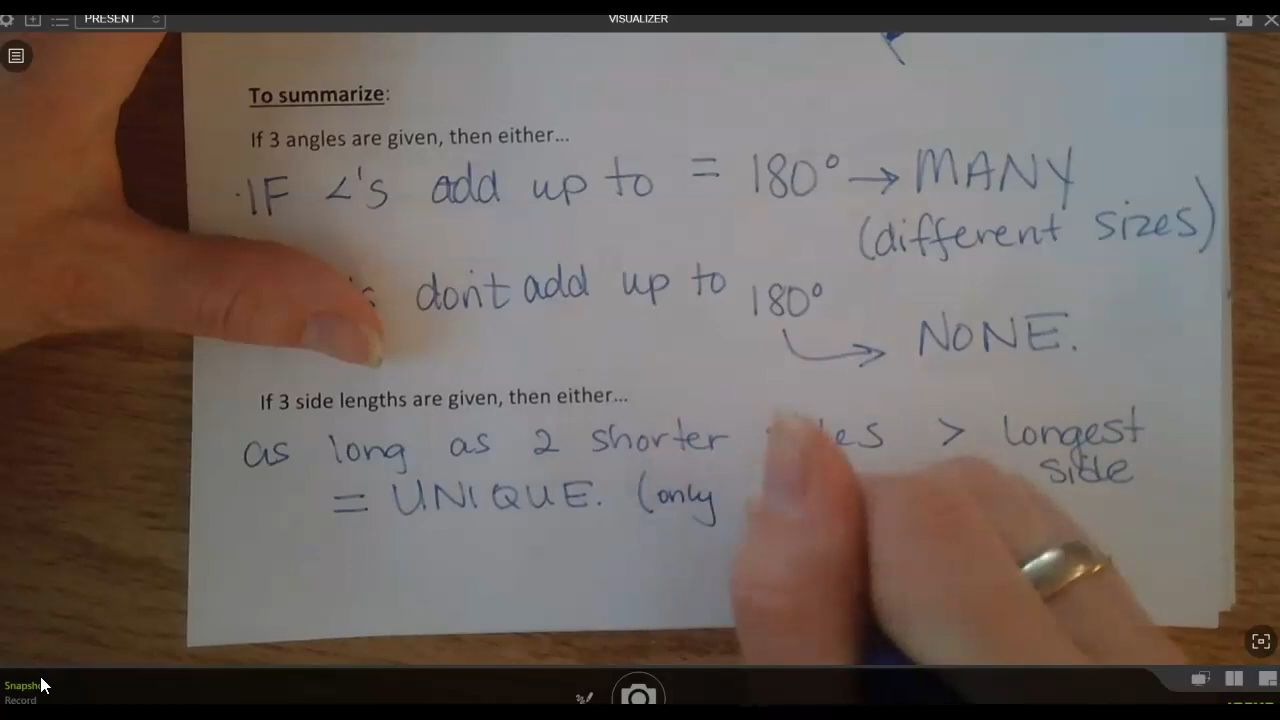 PRESENT
VISUALIZER
To summarize:
If 3 angles are given, then either...
·IF <'s add up to = 180° → MANY
(different sizes)
don't add up to 180°
→ NONE.
If 3 side lengths are given, then either...
as long as 2 shorter > longest side
= UNIQUE. (only
Record